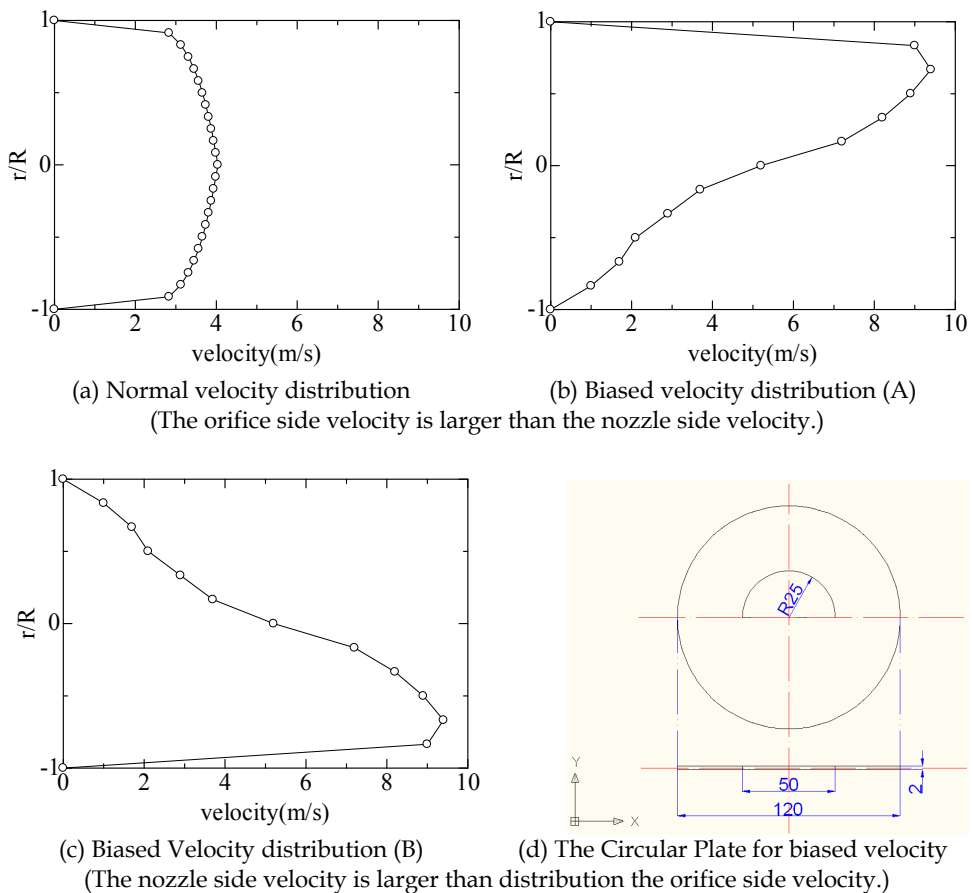 1
0
-1
r/R
0 2 4 6 8 10
velocity(m/s)
(a) Normal velocity distribution
1
0
-1
r/R
0 2 4 6 8 10
velocity(m/s)
(b) Biased velocity distribution (A)
(The orifice side velocity is larger than the nozzle side velocity.)
1
0
-1
r/R
0 2 4 6 8 10
velocity(m/s)
(c) Biased Velocity distribution (B)
R25
50
120
2
Y
X
(d) The Circular Plate for biased velocity
(The nozzle side velocity is larger than distribution the orifice side velocity.)